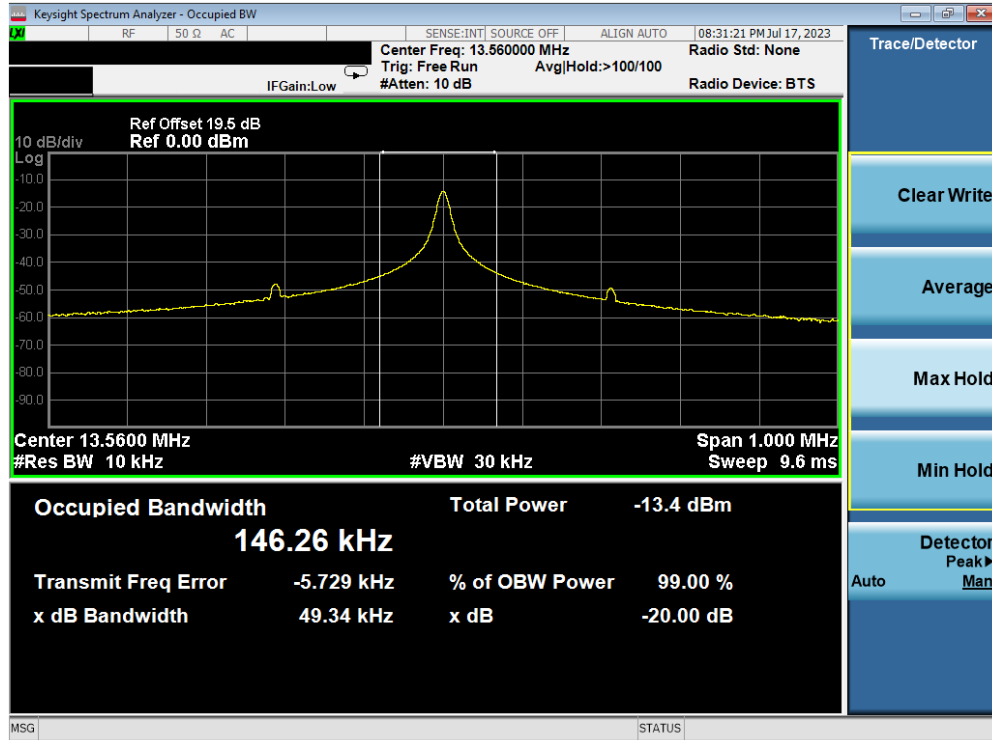 Keysight Spectrum Analyzer - Occupied BW
LXI RF 50 Ω AC SENSE:INT SOURCE OFF ALIGN AUTO 08:31:21 PM Jul 17, 2023
Center Freq: 13.560000 MHz Radio Std: None
Trig: Free Run Avg|Hold:>100/100
IFGain:Low #Atten: 10 dB Radio Device: BTS
Ref Offset 19.5 dB
10 dB/div Ref 0.00 dBm
Log
-10.0
-20.0
-30.0
-40.0
-50.0
-60.0
-70.0
-80.0
-90.0
Center 13.5600 MHz Span 1.000 MHz
#Res BW 10 kHz #VBW 30 kHz Sweep 9.6 ms
Occupied Bandwidth Total Power -13.4 dBm
146.26 kHz
Transmit Freq Error -5.729 kHz % of OBW Power 99.00 %
x dB Bandwidth 49.34 kHz x dB -20.00 dB
MSG STATUS
Trace/Detector
Clear Write
Average
Max Hold
Min Hold
Detector
Peak▶
Auto Man